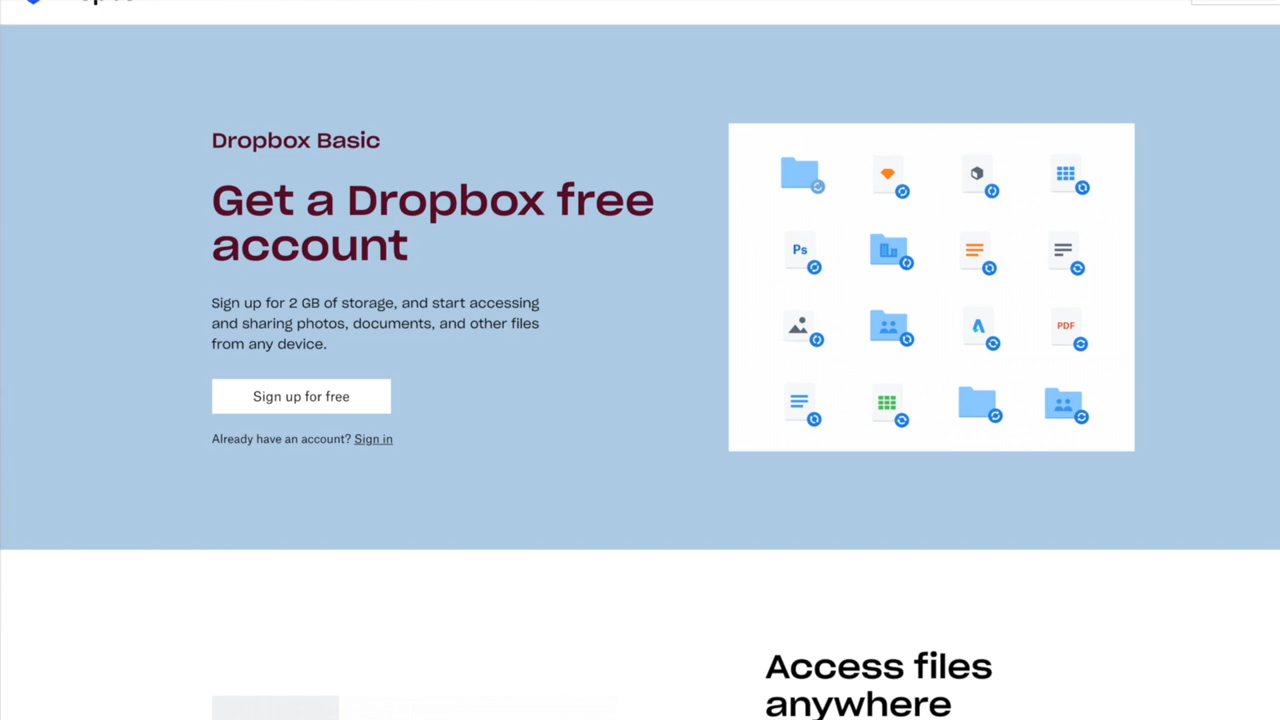 Dropbox Basic
Get a Dropbox free
account
Sign up for 2 GB of storage, and start accessing
and sharing photos, documents, and other files
from any device.
Sign up for free
Already have an account? Sign in
Ps
PDF
Access files
anywhere